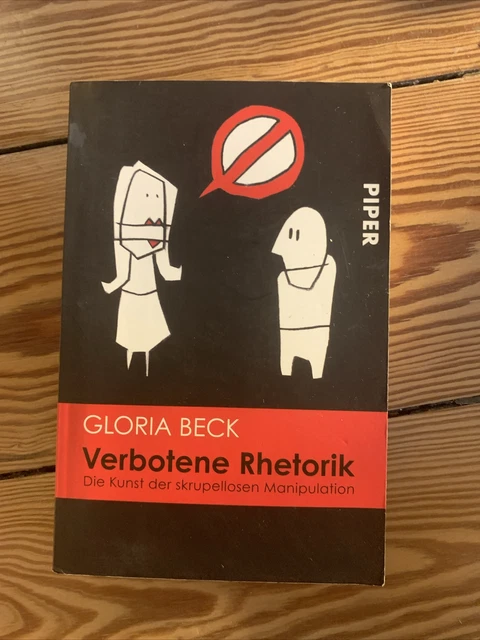 PIPER
GLORIA BECK
Verbotene Rhetorik
Die Kunst der skrupellosen Manipulation